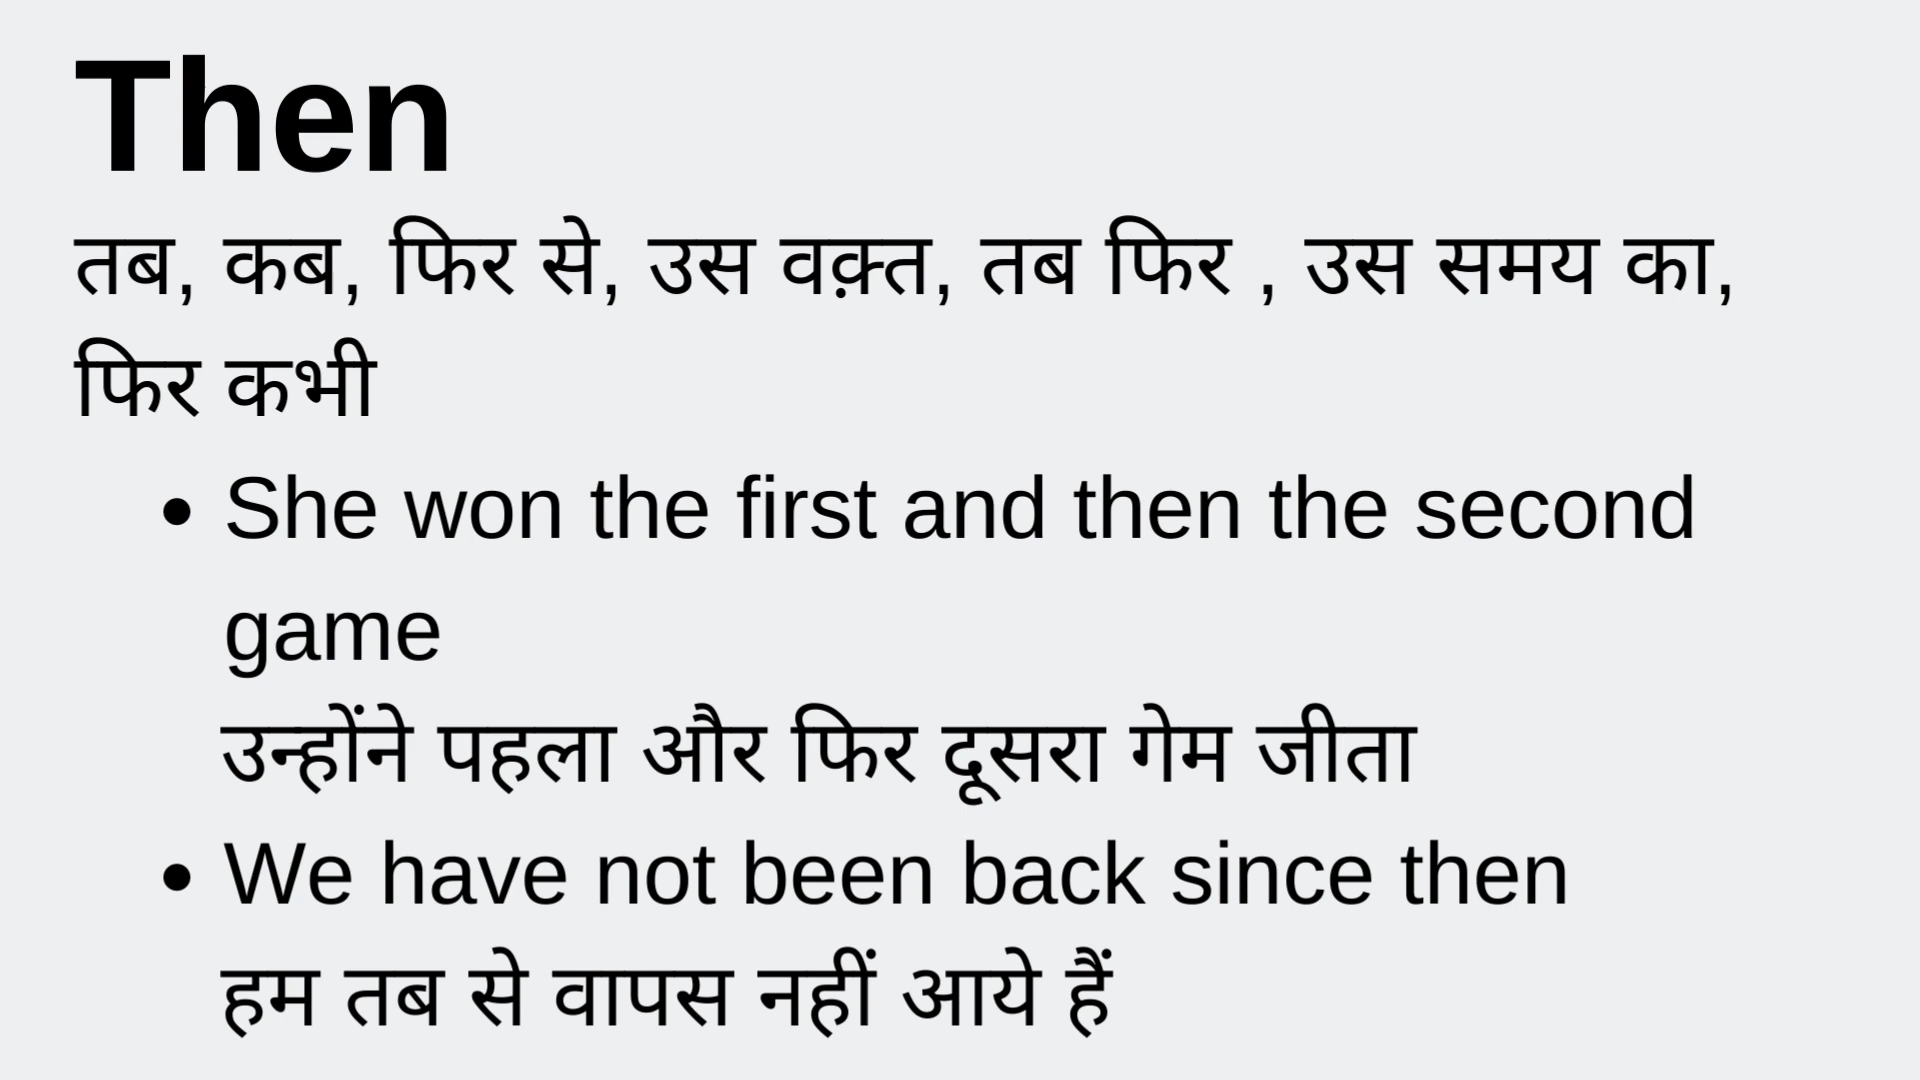 Then
तब, कब, फिर से, उस वक़्त, तब फिर , उस समय का,
फिर कभी
• She won the first and then the second
game
उन्होंने पहला और फिर दूसरा गेम जीता
• We have not been back since then
हम तब से वापस नहीं आये हैं